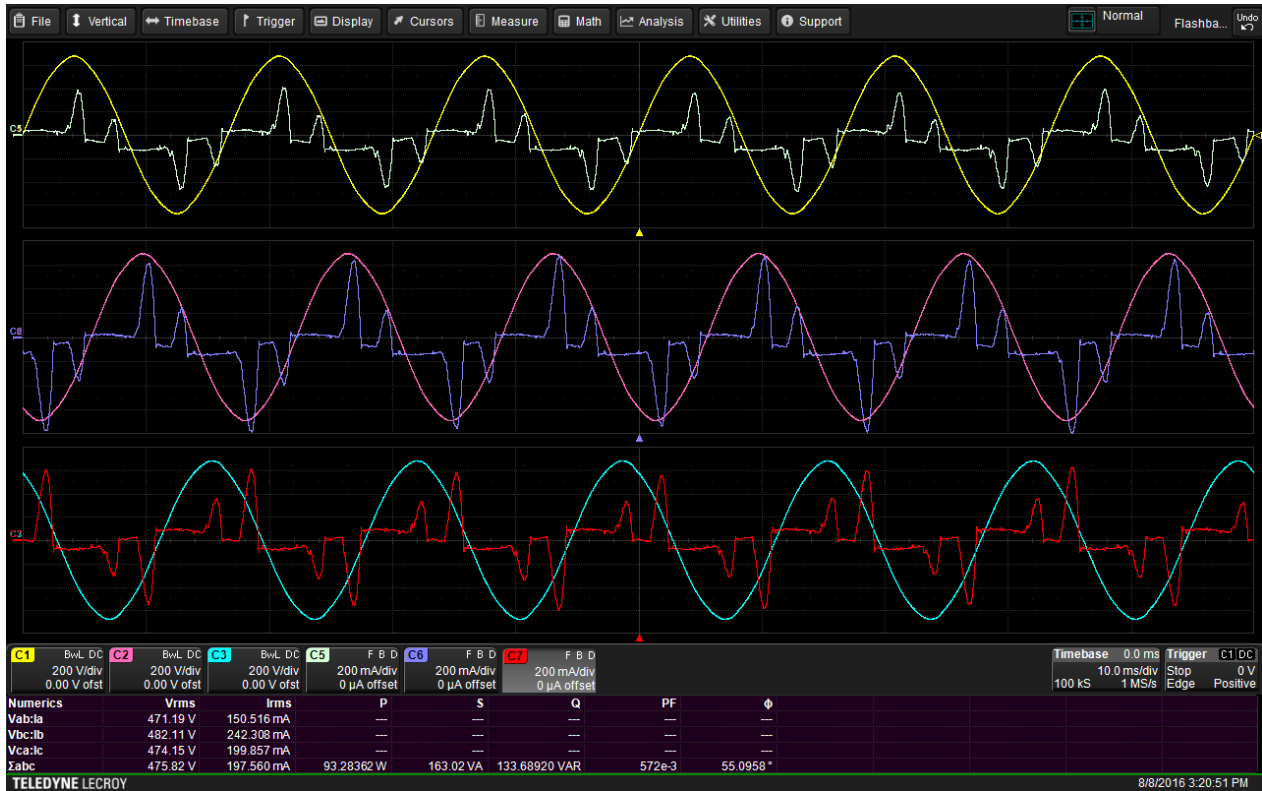 File Vertical Timebase Trigger Display Cursors Measure Math Analysis Utilities Support Normal Flashba... Undo
C5
C3
C1 BwL DC C2 BwL DC C3 BwL DC C5 F B D C6 F B D C7 F B D Timebase 0.0 ms Trigger C1 DC
200 V/div 200 V/div 200 V/div 200 mA/div 200 mA/div 200 mA/div 10.0 ms/div Stop 0 V
0.00 V ofst 0.00 V ofst 0.00 V ofst 0 µA offset 0 µA offset 0 µA offset 100 kS 1 MS/s Edge Positive
Numerics Vrms Irms P S Q PF ϕ
Vab:Ia 471.19 V 150.516 mA --- --- --- --- ---
Vbc:Ib 482.11 V 242.308 mA --- --- --- --- ---
Vca:Ic 474.15 V 199.857 mA --- --- --- --- ---
Σabc 475.82 V 197.560 mA 93.28362 W 163.02 VA 133.68920 VAR 572e-3 55.0958 °
TELEDYNE LECROY 8/8/2016 3:20:51 PM